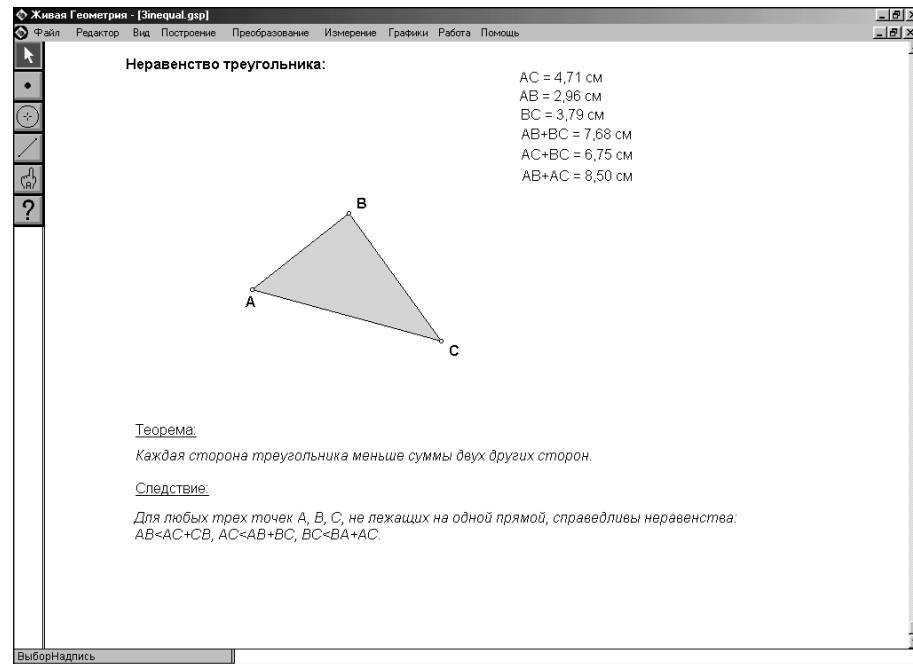 Живая Геометрия - [3inequal.gsp]
Файл Редактор Вид Построение Преобразование Измерение Графики Работа Помощь
Неравенство треугольника:
AC = 4,71 см
AB = 2,96 см
BC = 3,79 см
AB+BC = 7,68 см
AC+BC = 6,75 см
AB+AC = 8,50 см
B
A
C
Теорема:
Каждая сторона треугольника меньше суммы двух других сторон.
Следствие:
Для любых трех точек A, B, C, не лежащих на одной прямой, справедливы неравенства:
AB<AC+CB, AC<AB+BC, BC<BA+AC.
ВыборНадпись